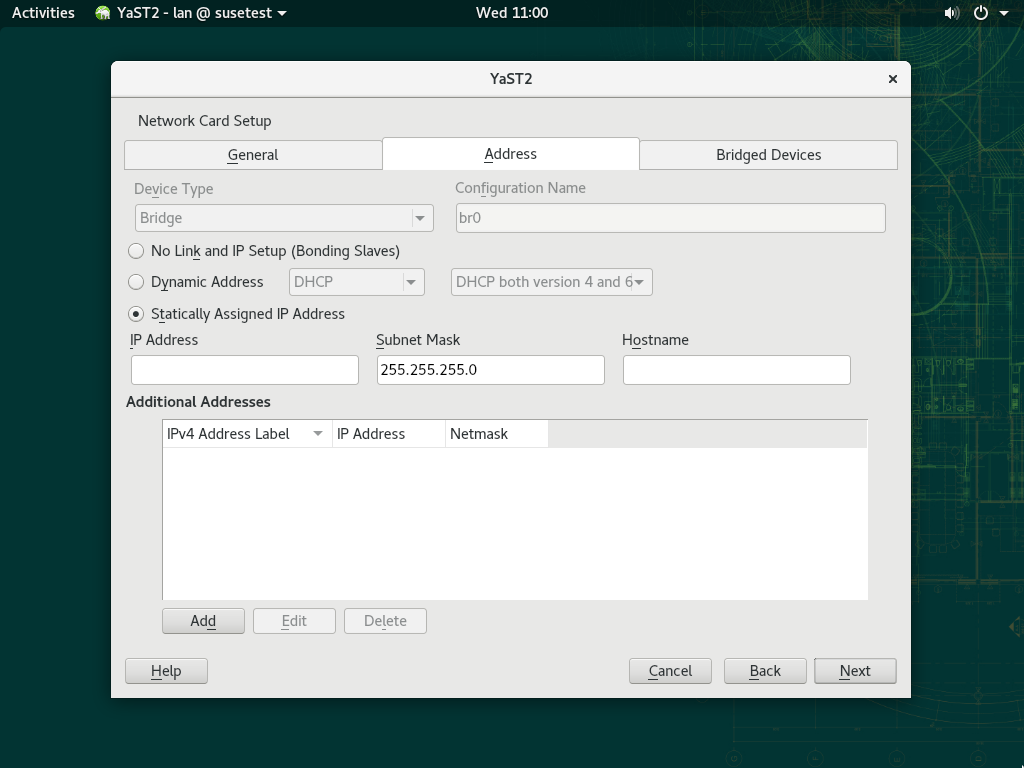 Activities YaST2 - lan @ susetest Wed 11:00
YaST2
Network Card Setup
General Address Bridged Devices
Device Type Configuration Name
Bridge br0
No Link and IP Setup (Bonding Slaves)
Dynamic Address DHCP DHCP both version 4 and 6
Statically Assigned IP Address
IP Address Subnet Mask Hostname
255.255.255.0
Additional Addresses
IPv4 Address Label IP Address Netmask
Add Edit Delete
Help Cancel Back Next